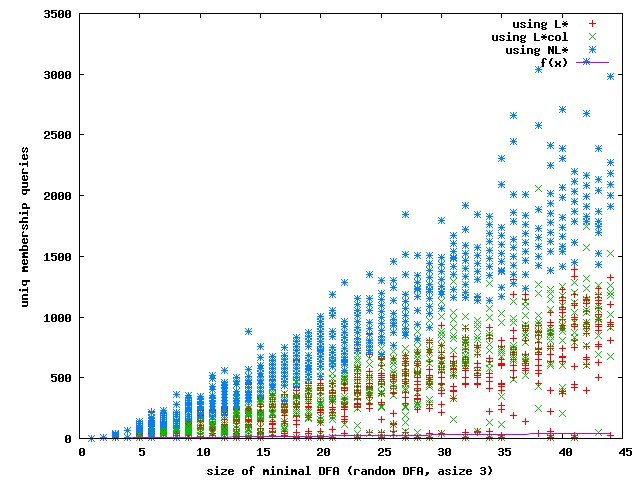 3500
3000
2500
2000
1500
1000
500
0
uniq membership queries
using L*
using L*col
using NL*
f(x)
0 5 10 15 20 25 30 35 40 45
size of minimal DFA (random DFA, asize 3)